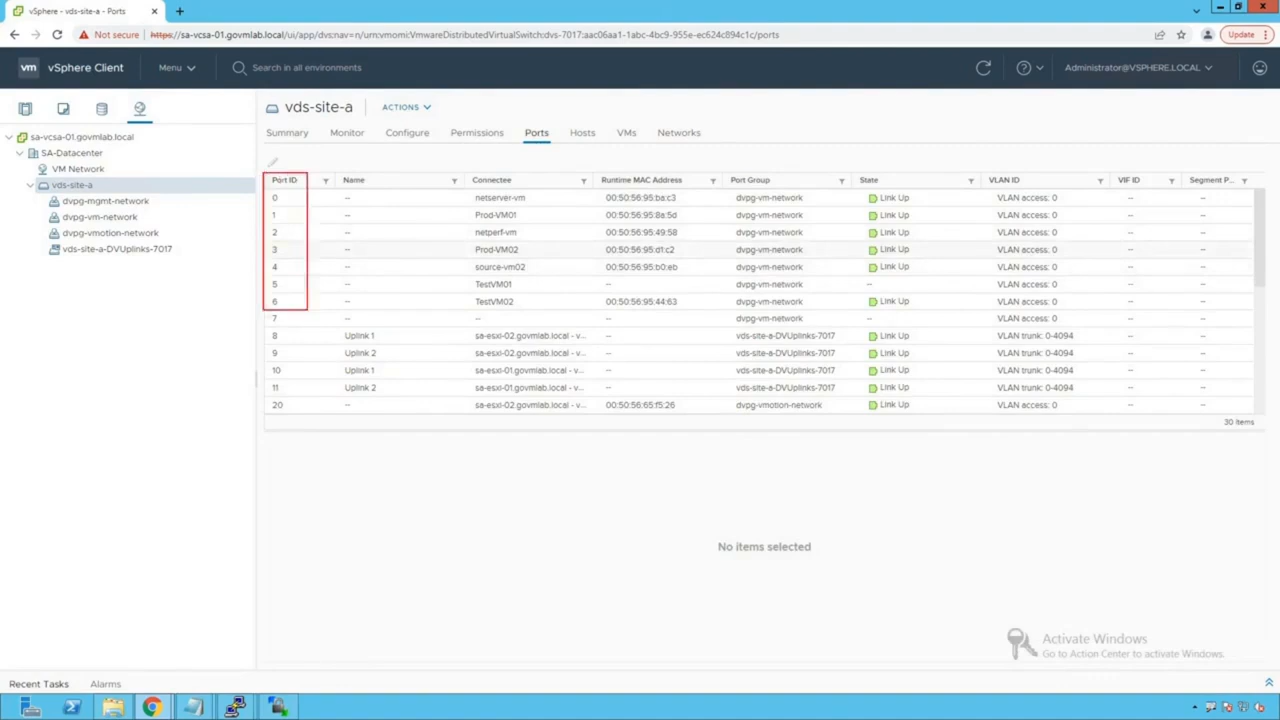 vSphere - vds-site-a - Ports
Not secure https://sa-vcsa-01.govmlab.local/ui/app/dvs;nav=n/urn:vmomi:VmwareDistributedVirtualSwitch:dvs-7017:aac06aa1-1abc-4bc9-955e-ec624c894c1c/ports Update
vm vSphere Client Menu Search in all environments Administrator@VSPHERE.LOCAL
sa-vcsa-01.govmlab.local
SA-Datacenter
VM Network
vds-site-a
dvpg-mgmt-network
dvpg-vm-network
dvpg-vmotion-network
vds-site-a-DVUplinks-7017
vds-site-a ACTIONS
Summary Monitor Configure Permissions Ports Hosts VMs Networks
Port ID Name Connectee Runtime MAC Address Port Group State VLAN ID VIF ID Segment P...
0 -- netserver-vm 00:50:56:95:ba:c3 dvpg-vm-network Link Up VLAN access: 0 -- --
1 -- Prod-VM01 00:50:56:95:8a:5d dvpg-vm-network Link Up VLAN access: 0 -- --
2 -- netperf-vm 00:50:56:95:49:58 dvpg-vm-network Link Up VLAN access: 0 -- --
3 -- Prod-VM02 00:50:56:95:d1:c2 dvpg-vm-network Link Up VLAN access: 0 -- --
4 -- source-vm02 00:50:56:95:b0:eb dvpg-vm-network Link Up VLAN access: 0 -- --
5 -- TestVM01 -- dvpg-vm-network -- VLAN access: 0 -- --
6 -- TestVM02 00:50:56:95:44:63 dvpg-vm-network Link Up VLAN access: 0 -- --
7 -- -- -- dvpg-vm-network -- VLAN access: 0 -- --
8 Uplink 1 sa-esxi-02.govmlab.local - v... -- vds-site-a-DVUplinks-7017 Link Up VLAN trunk: 0-4094 -- --
9 Uplink 2 sa-esxi-02.govmlab.local - v... -- vds-site-a-DVUplinks-7017 Link Up VLAN trunk: 0-4094 -- --
10 Uplink 1 sa-esxi-01.govmlab.local - v... -- vds-site-a-DVUplinks-7017 Link Up VLAN trunk: 0-4094 -- --
11 Uplink 2 sa-esxi-01.govmlab.local - v... -- vds-site-a-DVUplinks-7017 Link Up VLAN trunk: 0-4094 -- --
20 -- sa-esxi-02.govmlab.local - v... 00:50:56:65:f5:26 dvpg-vmotion-network Link Up VLAN access: 0 -- --
30 items
No items selected
Activate Windows
Go to Action Center to activate Windows.
Recent Tasks Alarms